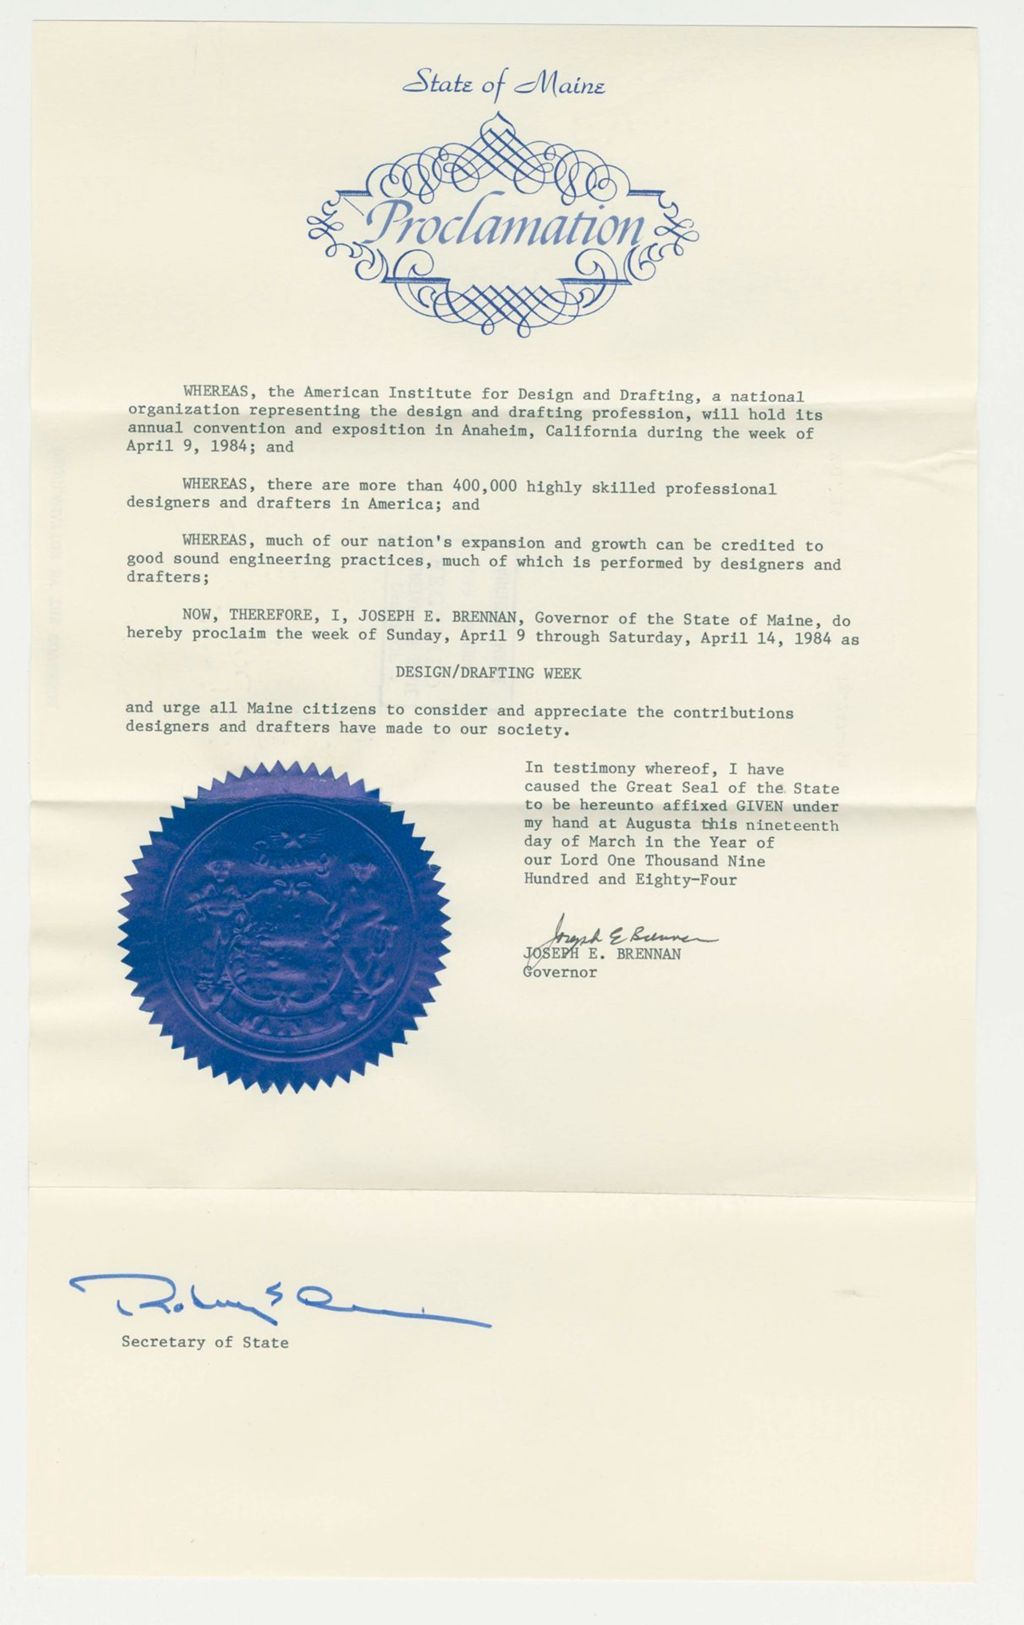 State of Maine
Proclamation
WHEREAS, the American Institute for Design and Drafting, a national
organization representing the design and drafting profession, will hold its
annual convention and exposition in Anaheim, California during the week of
April 9, 1984; and
WHEREAS, there are more than 400,000 highly skilled professional
designers and drafters in America; and
WHEREAS, much of our nation's expansion and growth can be credited to
good sound engineering practices, much of which is performed by designers and
drafters;
NOW, THEREFORE, I, JOSEPH E. BRENNAN, Governor of the State of Maine, do
hereby proclaim the week of Sunday, April 9 through Saturday, April 14, 1984 as
DESIGN/DRAFTING WEEK
and urge all Maine citizens to consider and appreciate the contributions
designers and drafters have made to our society.
In testimony whereof, I have
caused the Great Seal of the State
to be hereunto affixed GIVEN under
my hand at Augusta this nineteenth
day of March in the Year of
our Lord One Thousand Nine
Hundred and Eighty-Four
Joseph E Brennan
JOSEPH E. BRENNAN
Governor
Secretary of State